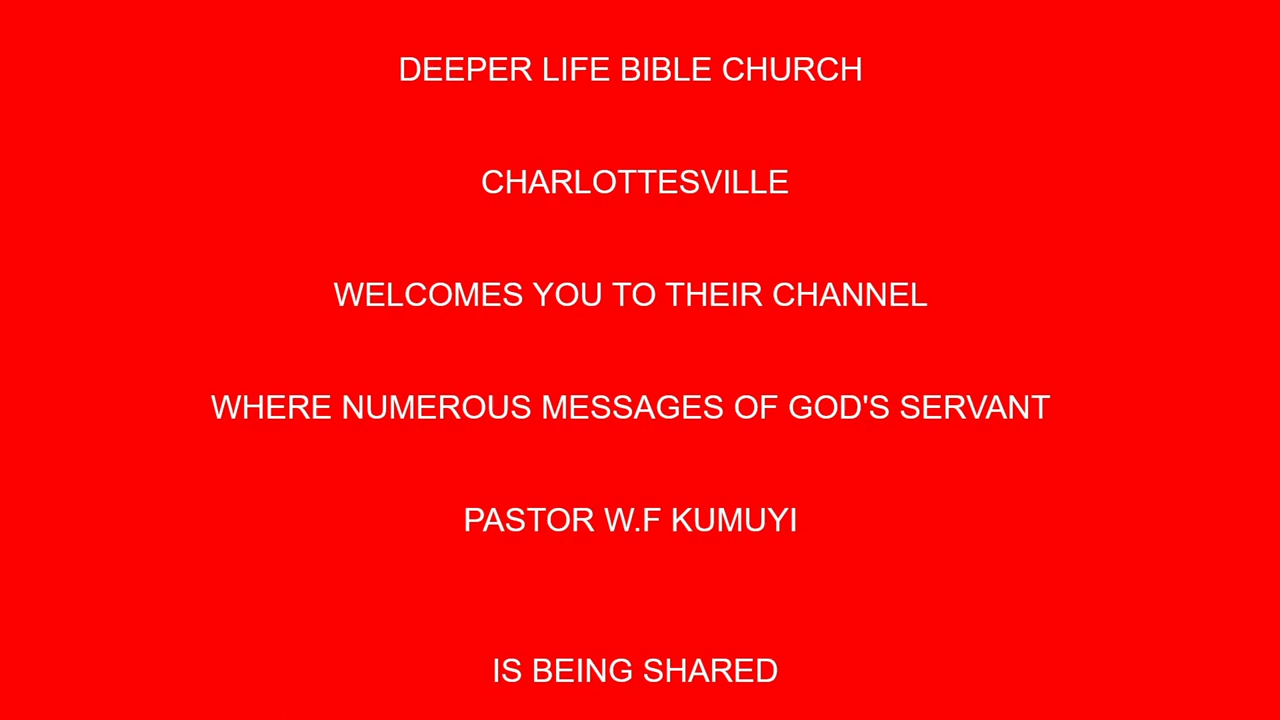 DEEPER LIFE BIBLE CHURCH
CHARLOTTESVILLE
WELCOMES YOU TO THEIR CHANNEL
WHERE NUMEROUS MESSAGES OF GOD'S SERVANT
PASTOR W.F KUMUYI
IS BEING SHARED